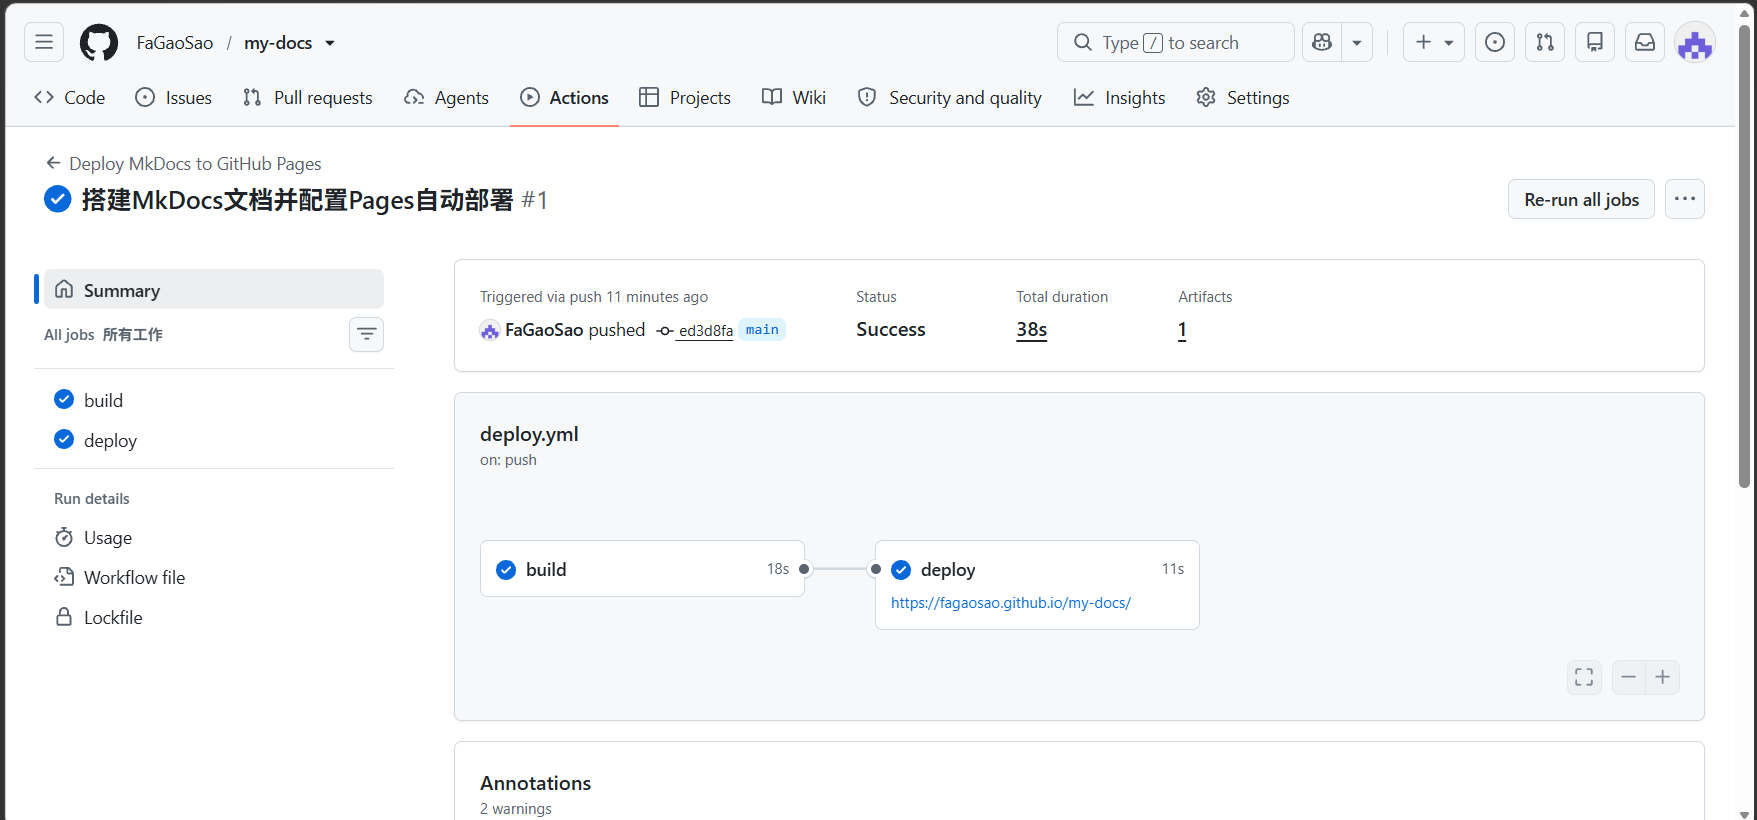 FaGaoSao / my-docs
Type / to search
Code
Issues
Pull requests
Agents
Actions
Projects
Wiki
Security and quality
Insights
Settings
Deploy MkDocs to GitHub Pages
搭建MkDocs文档并配置Pages自动部署 #1
Re-run all jobs
Summary
All jobs 所有工作
build
deploy
Run details
Usage
Workflow file
Lockfile
Triggered via push 11 minutes ago
FaGaoSao pushed ed3d8fa main
Status
Success
Total duration
38s
Artifacts
1
deploy.yml
on: push
build 18s
deploy 11s
https://fagaosao.github.io/my-docs/
Annotations
2 warnings